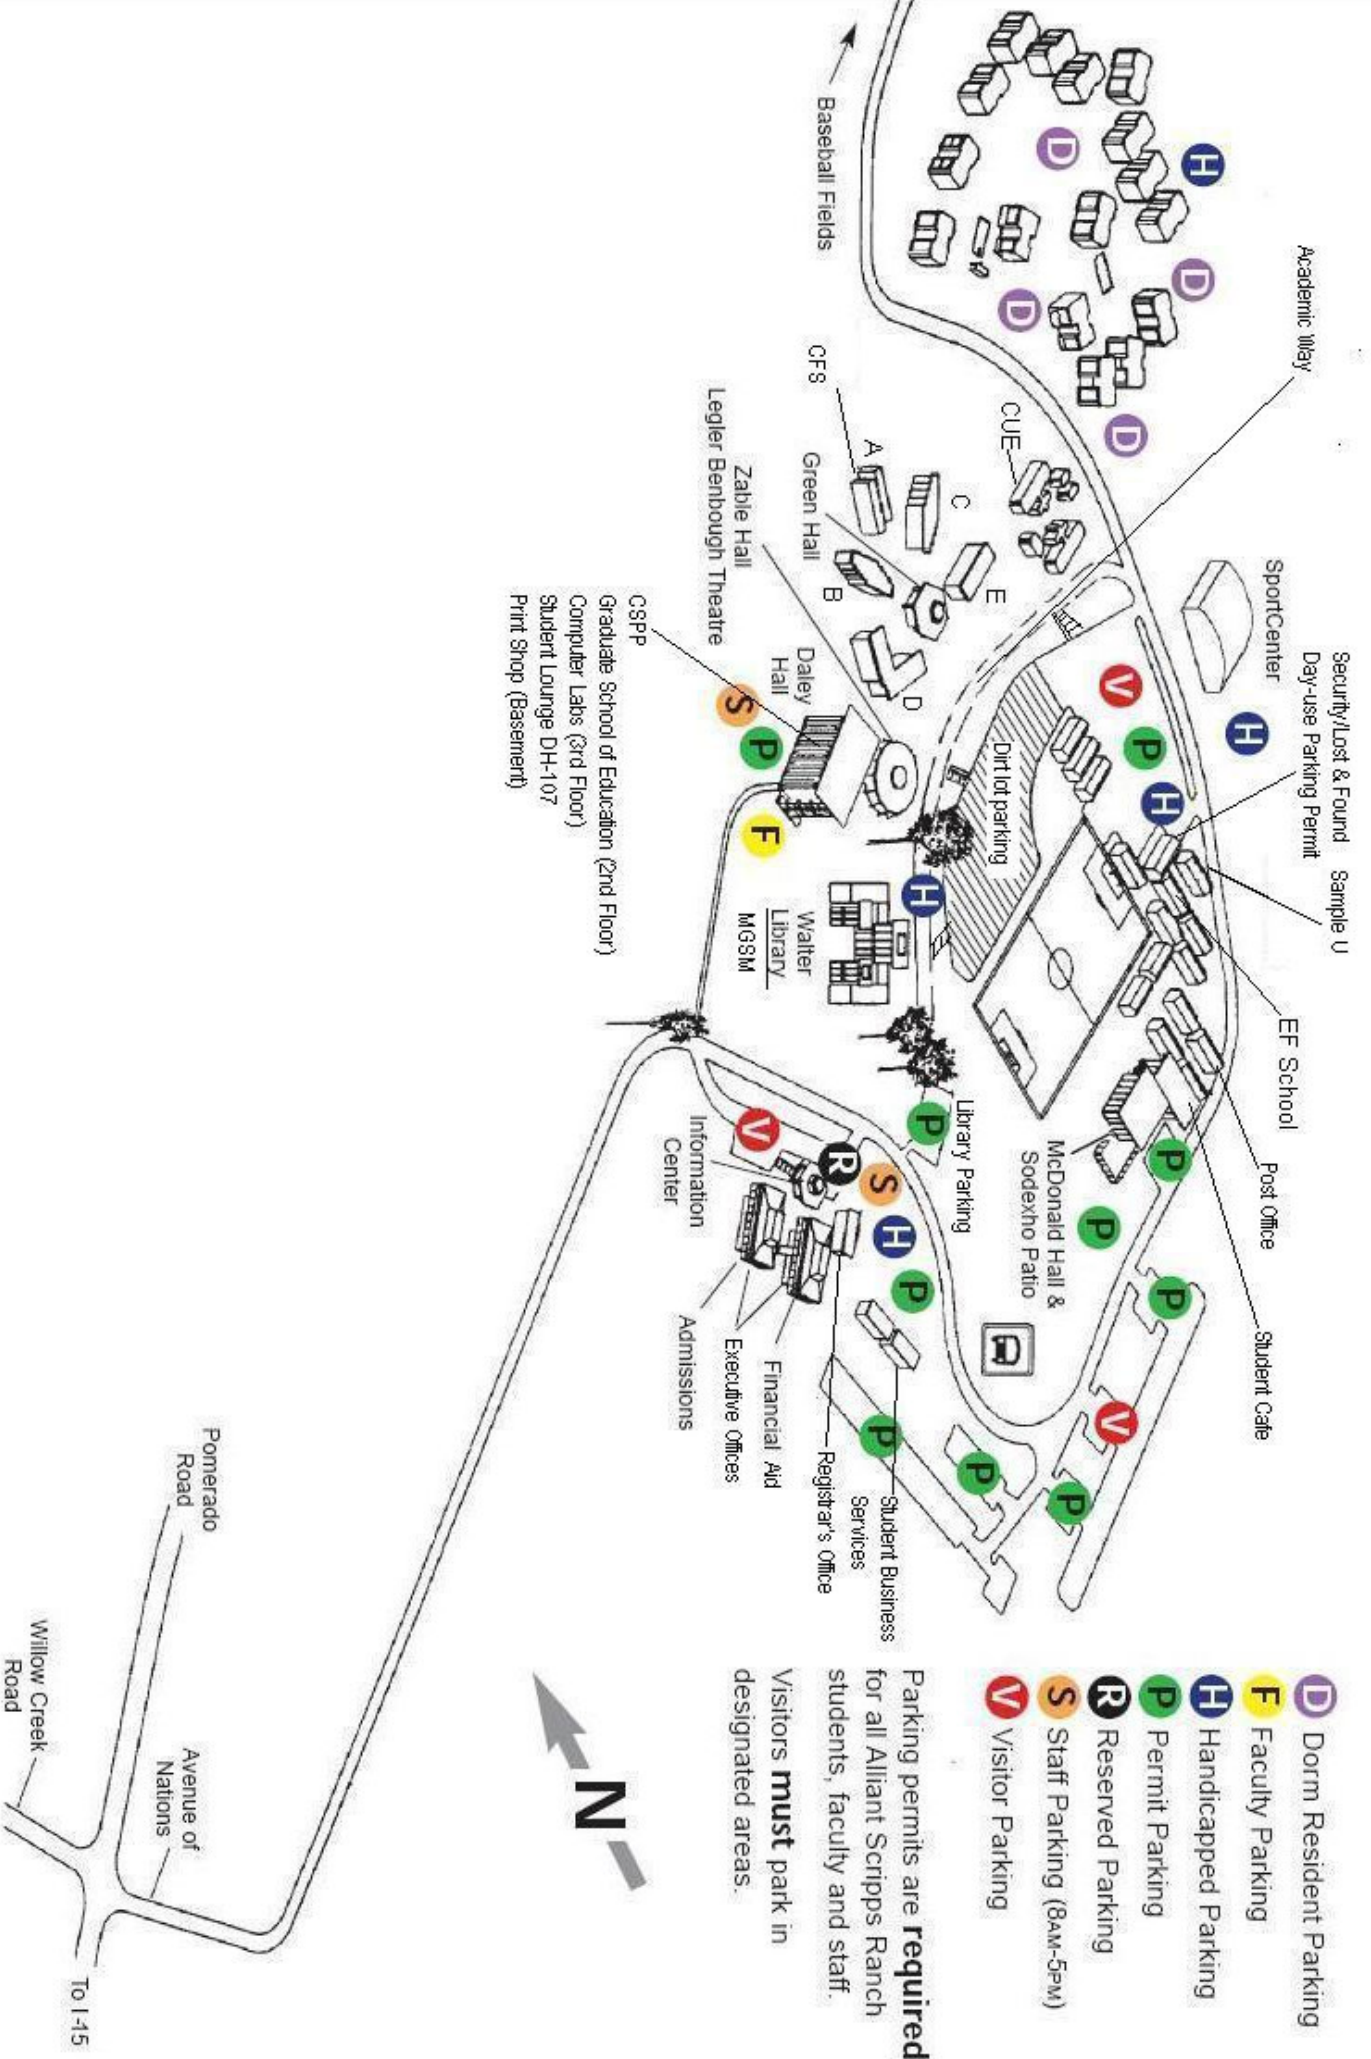 Baseball Fields
D
H
D
D
D
Academic Way
CFS
CUE
A
C
Green Hall
B
E
D
Zable Hall
Legler Benbough Theatre
SportCenter
Security/Lost & Found
Day-use Parking Permit
Sample U
V
P
H
H
Dirt lot parking
Daley
Hall
S
P
F
CSPP
Graduate School of Education (2nd Floor)
Computer Labs (3rd Floor)
Student Lounge DH-107
Print Shop (Basement)
H
Walter
Library
MGSM
EF School
Post Office
Student Cafe
McDonald Hall &
Sodexho Patio
Library Parking
P
P
P
P
V
P
P
P
P
H
S
R
V
Information
Center
Admissions
Executive Offices
Financial Aid
Registrar's Office
Student Business
Services
D Dorm Resident Parking
F Faculty Parking
H Handicapped Parking
P Permit Parking
R Reserved Parking
S Staff Parking (8AM-5PM)
V Visitor Parking
Parking permits are required
for all Alliant Scripps Ranch
students, faculty and staff.
Visitors must park in
designated areas.
N
Pomerado
Road
Avenue of
Nations
Willow Creek
Road
To I-15